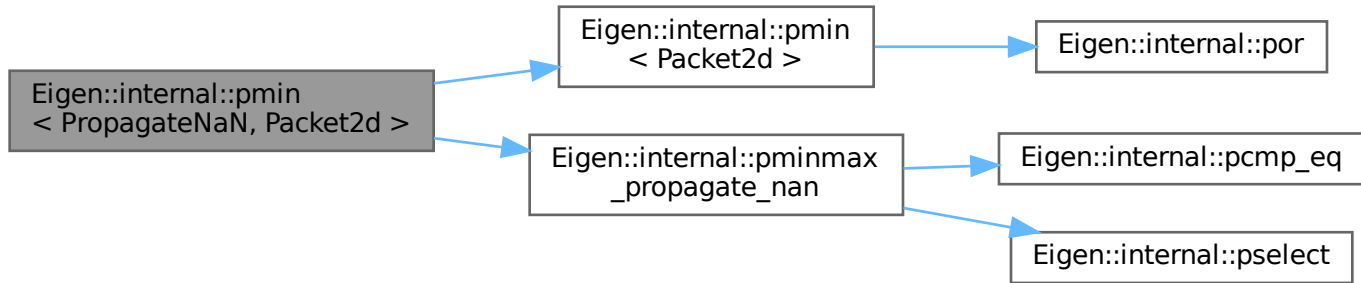 Eigen::internal::pmin
< PropagateNaN, Packet2d >
Eigen::internal::pmin
< Packet2d >
Eigen::internal::por
Eigen::internal::pminmax
_propagate_nan
Eigen::internal::pcmp_eq
Eigen::internal::pselect